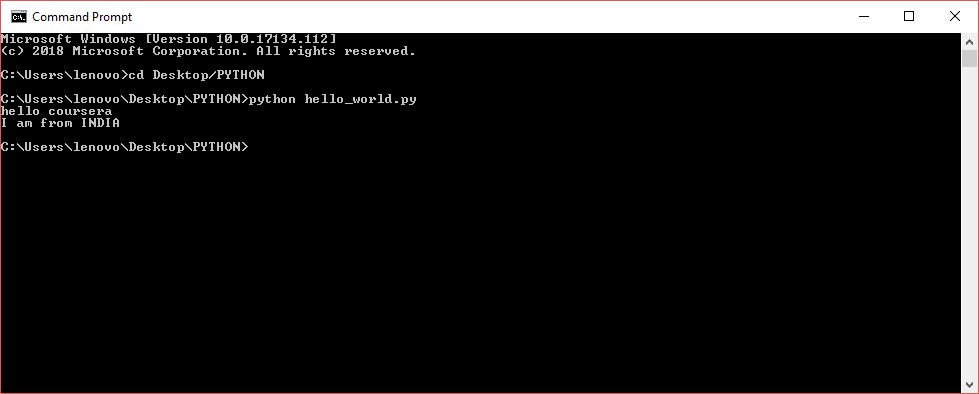 Command Prompt
Microsoft Windows [Version 10.0.17134.112]
(c) 2018 Microsoft Corporation. All rights reserved.
C:\Users\lenovo>cd Desktop/PYTHON
C:\Users\lenovo\Desktop\PYTHON>python hello_world.py
hello coursera
I am from INDIA
C:\Users\lenovo\Desktop\PYTHON>